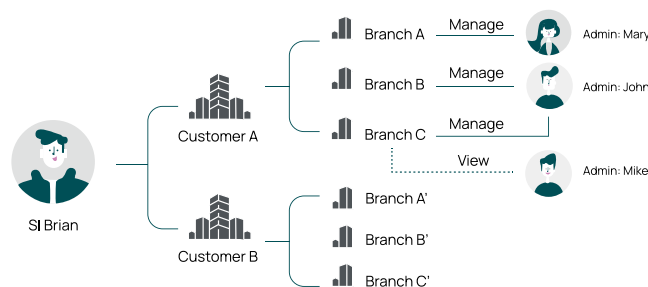 Branch A
Manage
Admin: Mary
Branch B
Manage
Admin: John
Customer A
Branch C
Manage
View
Admin: Mike
SI Brian
Customer B
Branch A'
Branch B'
Branch C'